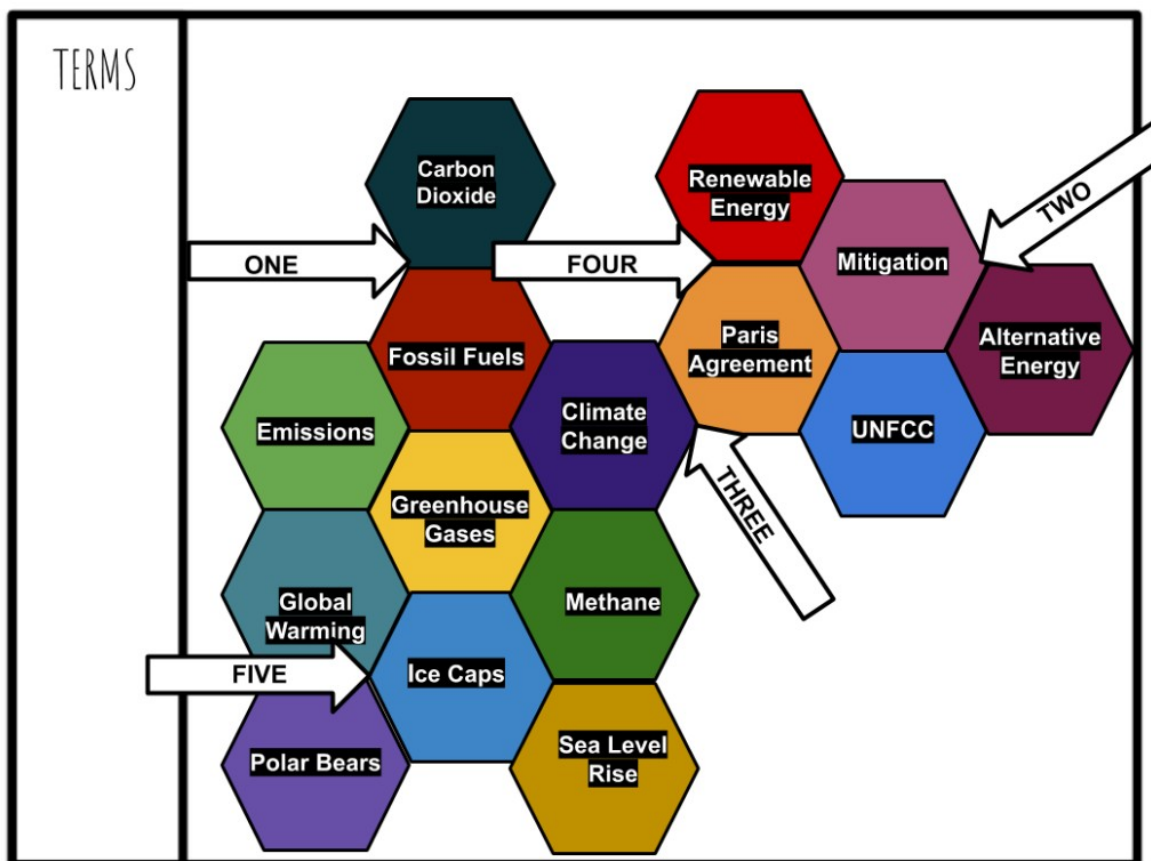 TERMS
Carbon
Dioxide
Renewable
Energy
TWO
ONE
FOUR
Mitigation
Fossil Fuels
Paris
Agreement
Alternative
Energy
Emissions
Climate
Change
UNFCC
Greenhouse
Gases
THREE
Global
Warming
Methane
FIVE
Ice Caps
Polar Bears
Sea Level
Rise